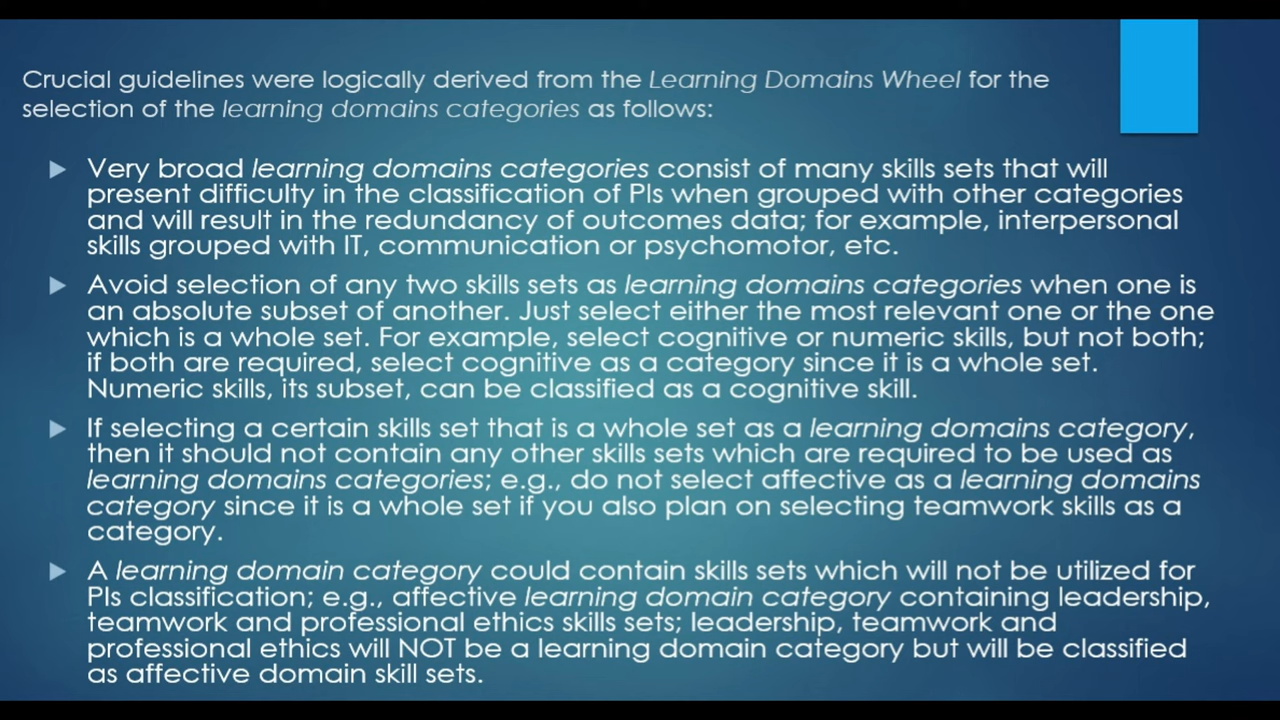 Crucial guidelines were logically derived from the Learning Domains Wheel for the
selection of the learning domains categories as follows:
Very broad learning domains categories consist of many skills sets that will
present difficulty in the classification of PIs when grouped with other categories
and will result in the redundancy of outcomes data; for example, interpersonal
skills grouped with IT, communication or psychomotor, etc.
Avoid selection of any two skills sets as learning domains categories when one is
an absolute subset of another. Just select either the most relevant one or the one
which is a whole set. For example, select cognitive or numeric skills, but not both;
if both are required, select cognitive as a category since it is a whole set.
Numeric skills, its subset, can be classified as a cognitive skill.
If selecting a certain skills set that is a whole set as a learning domains category,
then it should not contain any other skills sets which are required to be used as
learning domains categories; e.g., do not select affective as a learning domains
category since it is a whole set if you also plan on selecting teamwork skills as a
category.
A learning domain category could contain skills sets which will not be utilized for
PIs classification; e.g., affective learning domain category containing leadership,
teamwork and professional ethics skills sets; leadership, teamwork and
professional ethics will NOT be a learning domain category but will be classified
as affective domain skill sets.